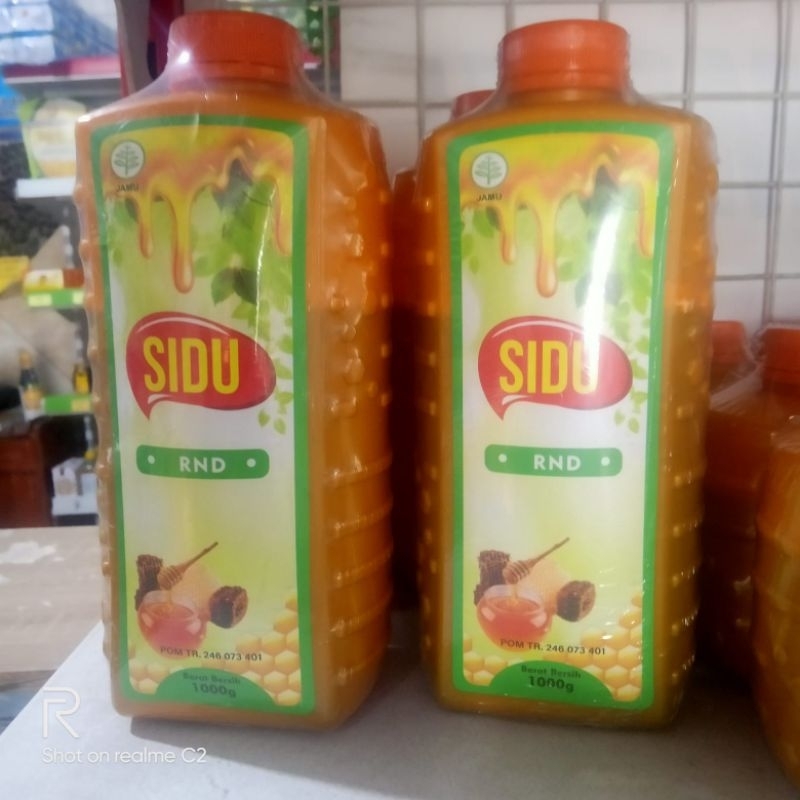 JAMU
SIDU
RND
POM TR. 246 073 401
Berat Bersih
1000g
JAMU
SIDU
RND
POM TR. 246 073 401
Berat Bersih
1000g
R
Shot on realme C2